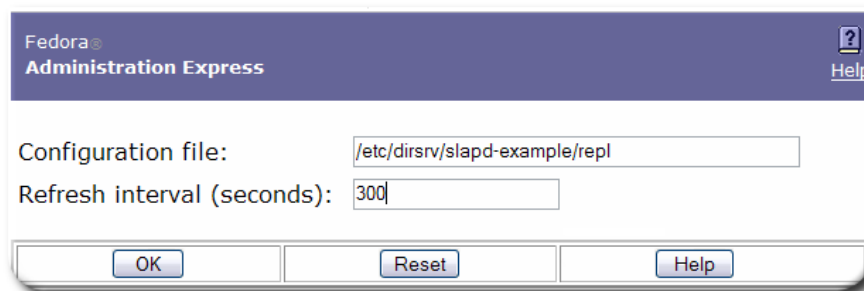 Fedora®
Help
Administration Express
Configuration file: /etc/dirsrv/slapd-example/repl
Refresh interval (seconds): 300
OK Reset Help